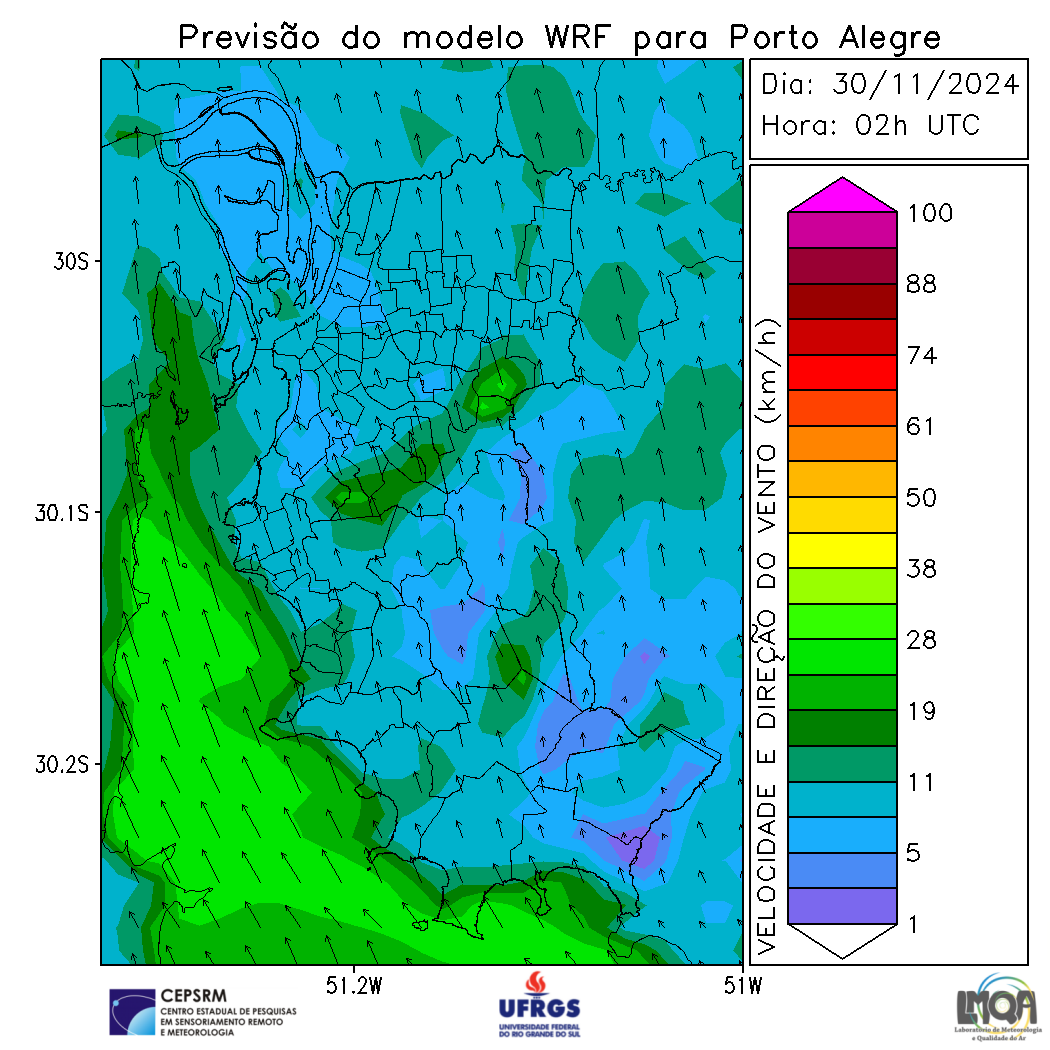 Previsão do modelo WRF para Porto Alegre
Dia: 30/11/2024
Hora: 02h UTC
30S
30.1S
30.2S
51.2W
51W
VELOCIDADE E DIREÇÃO DO VENTO (km/h)
100
88
74
61
50
38
28
19
11
5
1
CEPSRM
CENTRO ESTADUAL DE PESQUISAS
EM SENSORIAMENTO REMOTO
E METEOROLOGIA
UFRGS
UNIVERSIDADE FEDERAL
DO RIO GRANDE DO SUL
LMQA
Laboratório de Meteorologia
e Qualidade do Ar